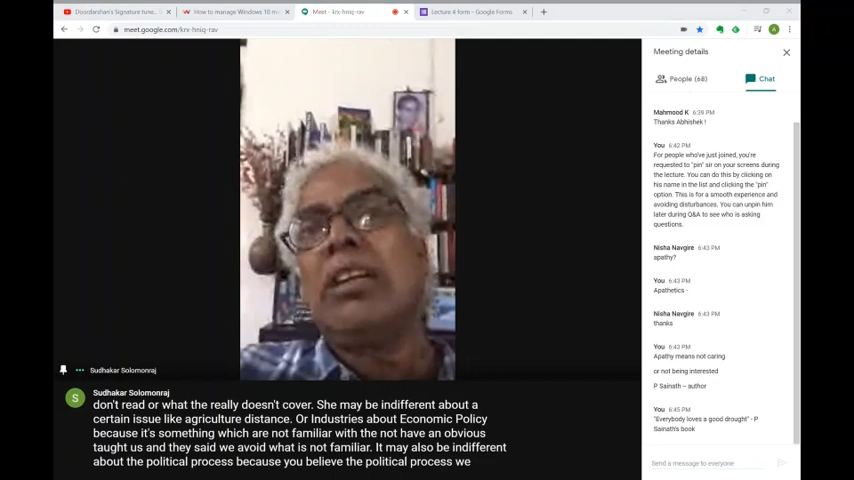 Doordarshan's Signature tune..
How to manage Windows 10 m
Meet - knr-hniq-rav
Lecture 4 form - Google Forms
meet.google.com/knr-hniq-rav
Meeting details
People (68)
Chat
Mahmood K 6:39 PM
Thanks Abhishek !
You 6:42 PM
For people who've just joined, you're
requested to "pin" sir on your screens during
the lecture. You can do this by clicking on
his name in the list and clicking the "pin"
option. This is for a smooth experience and
avoiding disturbances. You can unpin him
later during Q&A to see who is asking
questions.
Nisha Navgire 6:43 PM
apathy?
You 6:43 PM
Apathetics -
Nisha Navgire 6:43 PM
thanks
You 6:43 PM
Apathy means not caring
or not being interested
P Sainath – author
You 6:45 PM
"Everybody loves a good drought" - P
Sainath's book
Send a message to everyone
Sudhakar Solomonraj
S
Sudhakar Solomonraj
don't read or what the really doesn't cover. She may be indifferent about a
certain issue like agriculture distance. Or Industries about Economic Policy
because it's something which are not familiar with the not have an obvious
taught us and they said we avoid what is not familiar. It may also be indifferent
about the political process because you believe the political process we